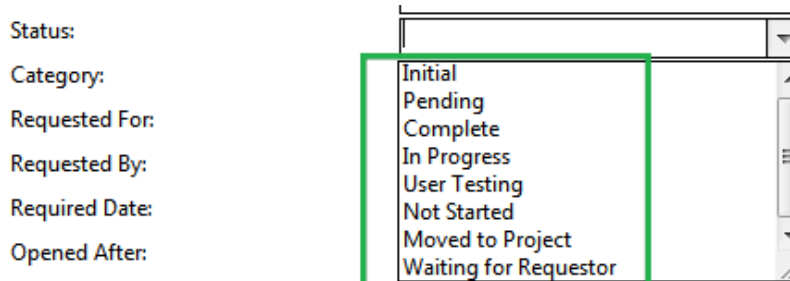 Status:
Category:
Requested For:
Requested By:
Required Date:
Opened After:
Initial
Pending
Complete
In Progress
User Testing
Not Started
Moved to Project
Waiting for Requestor